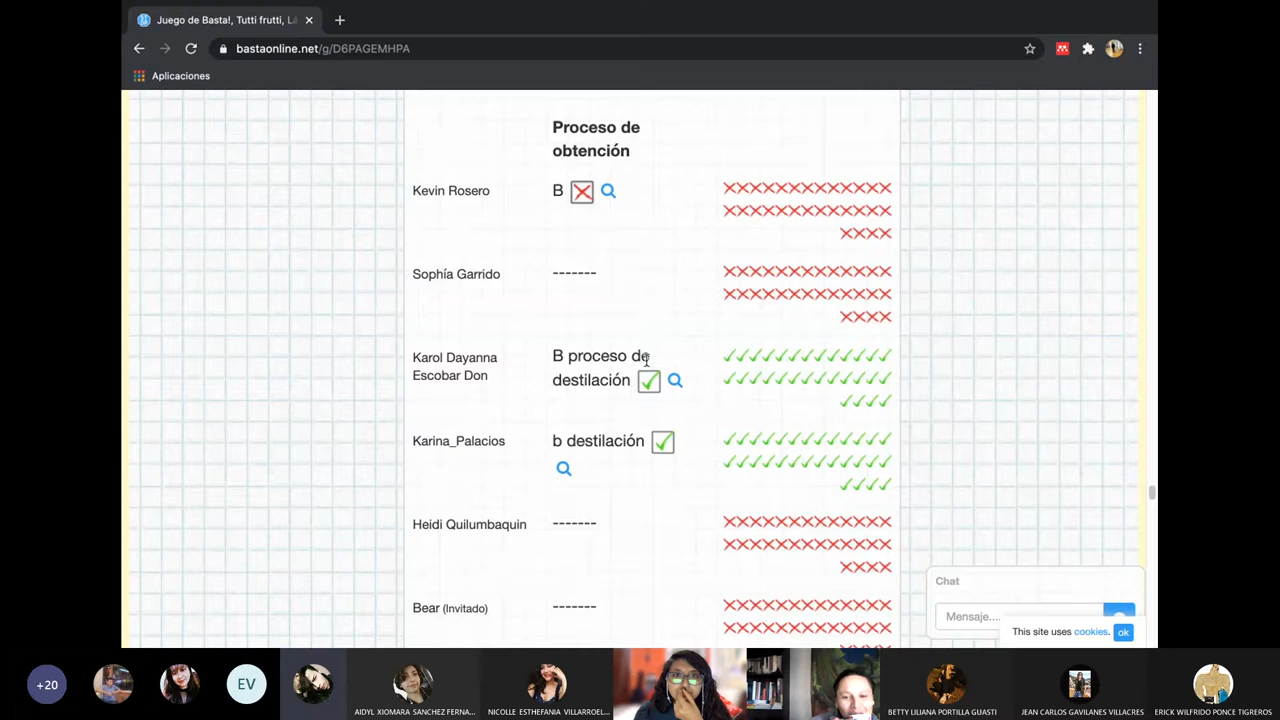 Juego de Basta!, Tutti frutti, Lá
bastaonline.net/g/D6PAGEMHPA
Aplicaciones
Proceso de
obtención
Kevin Rosero
B
Sophía Garrido
-------
Karol Dayanna
Escobar Don
B proceso de
destilación
Karina_Palacios
b destilación
Heidi Quilumbaquin
-------
Bear (Invitado)
-------
Chat
Mensaje....
This site uses cookies. ok
+20
EV
AIDYL XIOMARA SANCHEZ FERNA...
NICOLLE ESTHEFANIA VILLARROEL...
BETTY LILIANA PORTILLA GUASTI
JEAN CARLOS GAVILANES VILLACRES
ERICK WILFRIDO PONCE TIGREROS